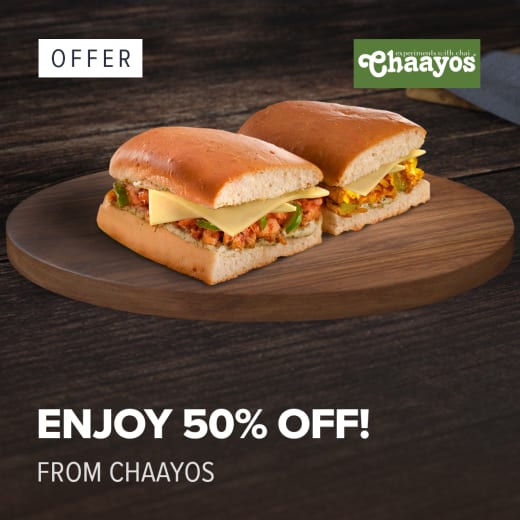 OFFER
experiments with chai
Chaayos
ENJOY 50% OFF!
FROM CHAAYOS